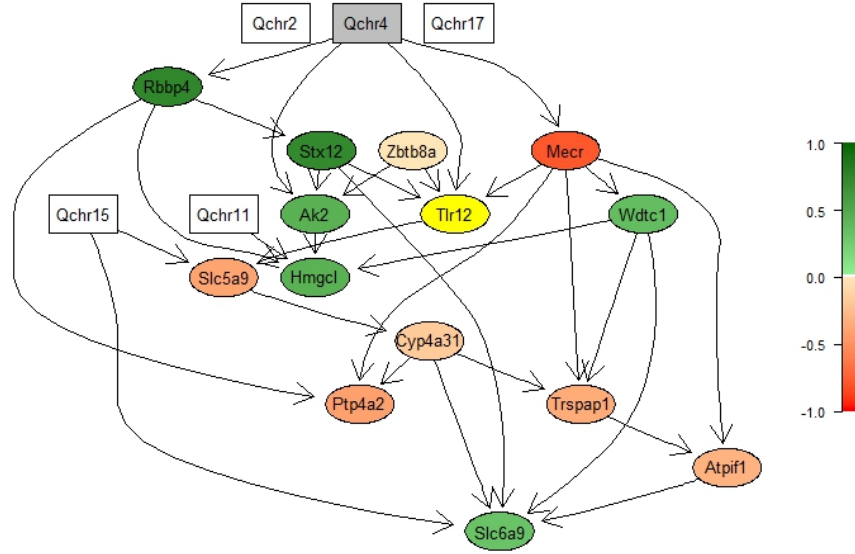 Qchr2
Qchr4
Qchr17
Rbbp4
Stx12
Zbtb8a
Mecr
Qchr15
Qchr11
Ak2
Tlr12
Wdtc1
Slc5a9
Hmgcl
Cyp4a31
Ptp4a2
Trspap1
Atpif1
Slc6a9
1.0
0.5
0.0
-0.5
-1.0